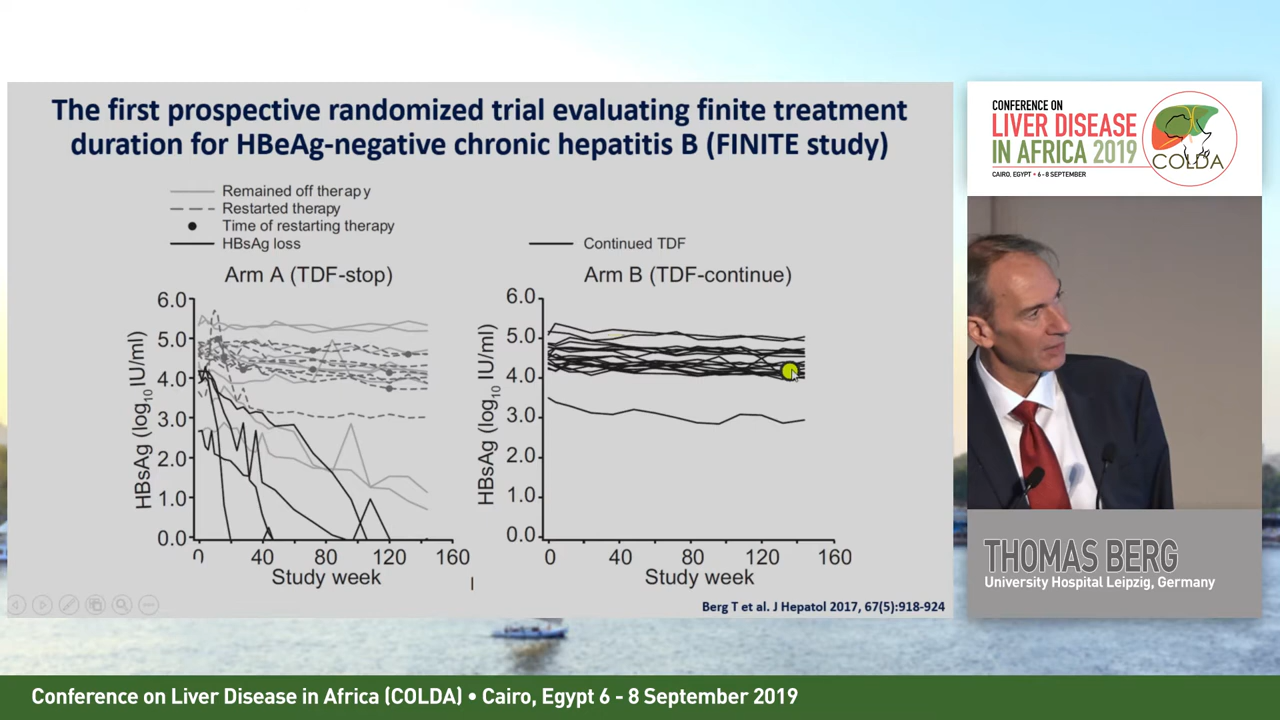 The first prospective randomized trial evaluating finite treatment
duration for HBeAg-negative chronic hepatitis B (FINITE study)
Remained off therapy
Restarted therapy
Time of restarting therapy
HBsAg loss
Arm A (TDF-stop)
HBsAg (log10 IU/ml)
6.0
5.0
4.0
3.0
2.0
1.0
0.0
0 40 80 120 160
Study week
Continued TDF
Arm B (TDF-continue)
HBsAg (log10 IU/ml)
6.0
5.0
4.0
3.0
2.0
1.0
0.0
0 40 80 120 160
Study week
Berg T et al. J Hepatol 2017, 67(5):918-924
CONFERENCE ON
LIVER DISEASE
IN AFRICA 2019
CAIRO, EGYPT • 6 - 8 SEPTEMBER
COLDA
THOMAS BERG
University Hospital Leipzig, Germany
Conference on Liver Disease in Africa (COLDA) • Cairo, Egypt 6 - 8 September 2019